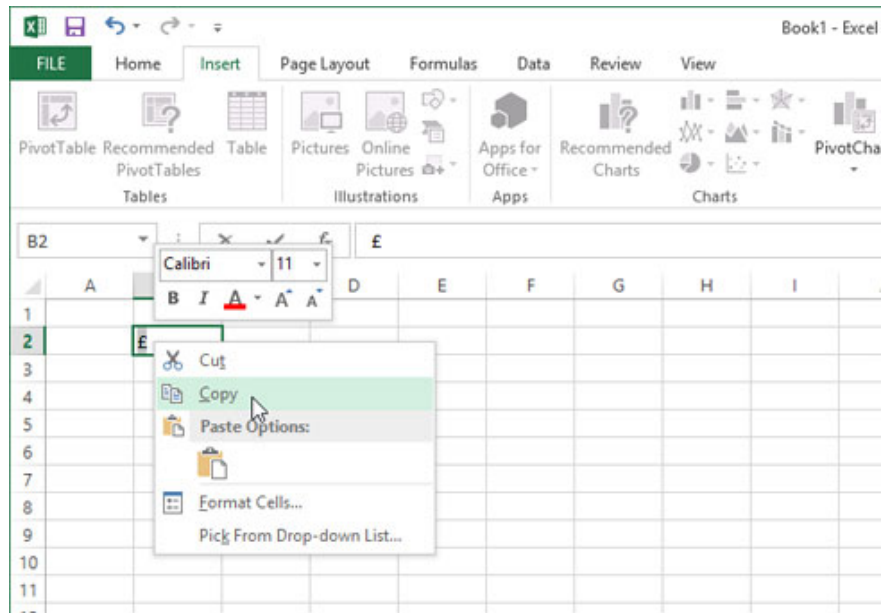 Book1 - Excel
FILE Home Insert Page Layout Formulas Data Review View
PivotTable Recommended PivotTables Table Pictures Online Pictures Apps for Office Recommended Charts PivotCha
Tables Illustrations Apps Charts
B2 £
Calibri 11
B I A A A
A D E F G H I
1
2 £
3 Cut
4 Copy
5 Paste Options:
6
7
8 Format Cells...
9 Pick From Drop-down List...
10
11